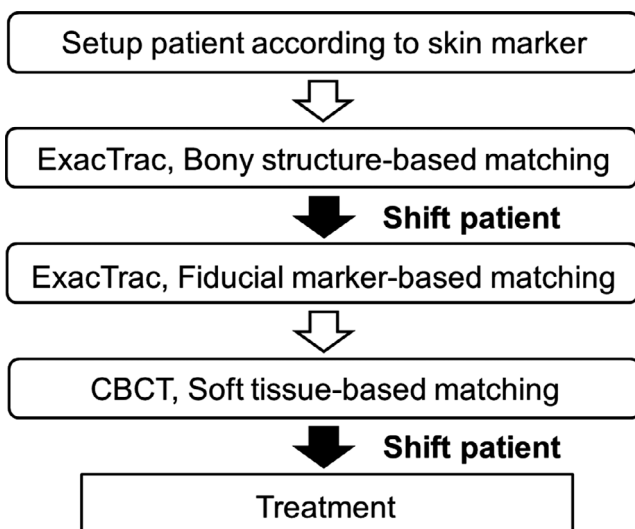 Setup patient according to skin marker
ExacTrac, Bony structure-based matching
Shift patient
ExacTrac, Fiducial marker-based matching
CBCT, Soft tissue-based matching
Shift patient
Treatment